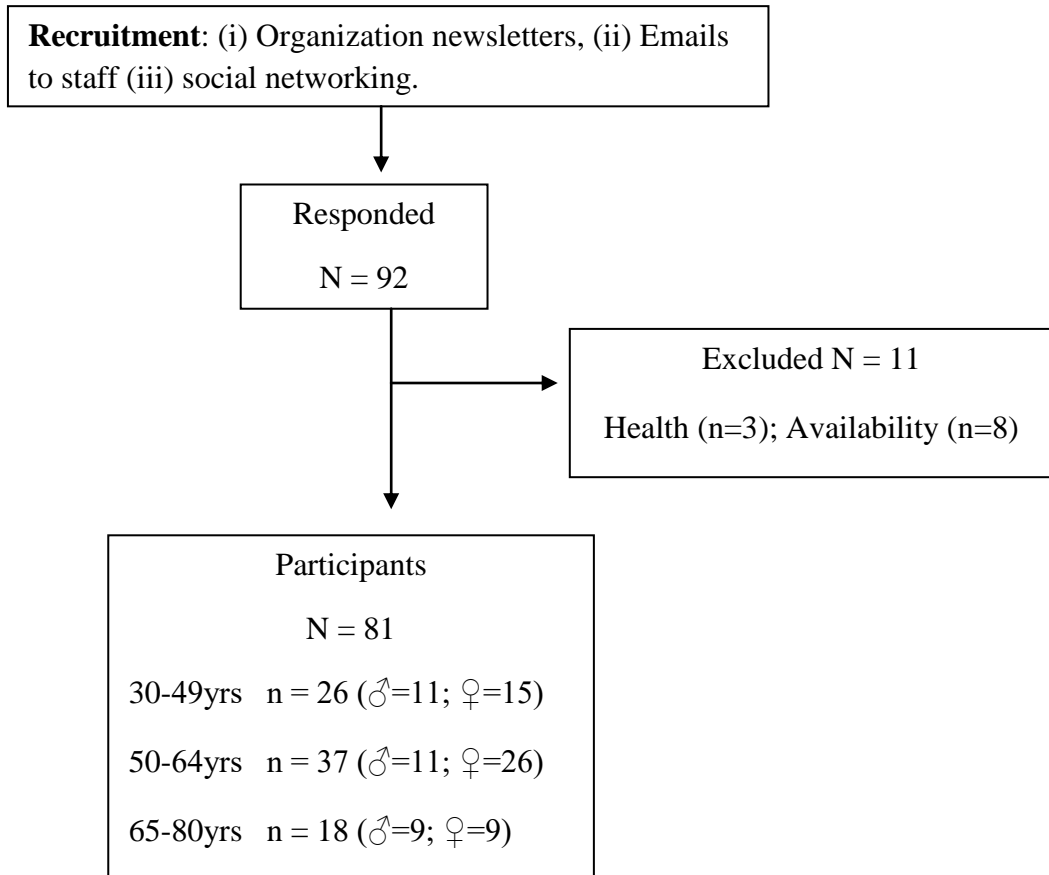 Recruitment: (i) Organization newsletters, (ii) Emails
to staff (iii) social networking.
Responded
N = 92
Excluded N = 11
Health (n=3); Availability (n=8)
Participants
N = 81
30-49yrs n = 26 (♂=11; ♀=15)
50-64yrs n = 37 (♂=11; ♀=26)
65-80yrs n = 18 (♂=9; ♀=9)